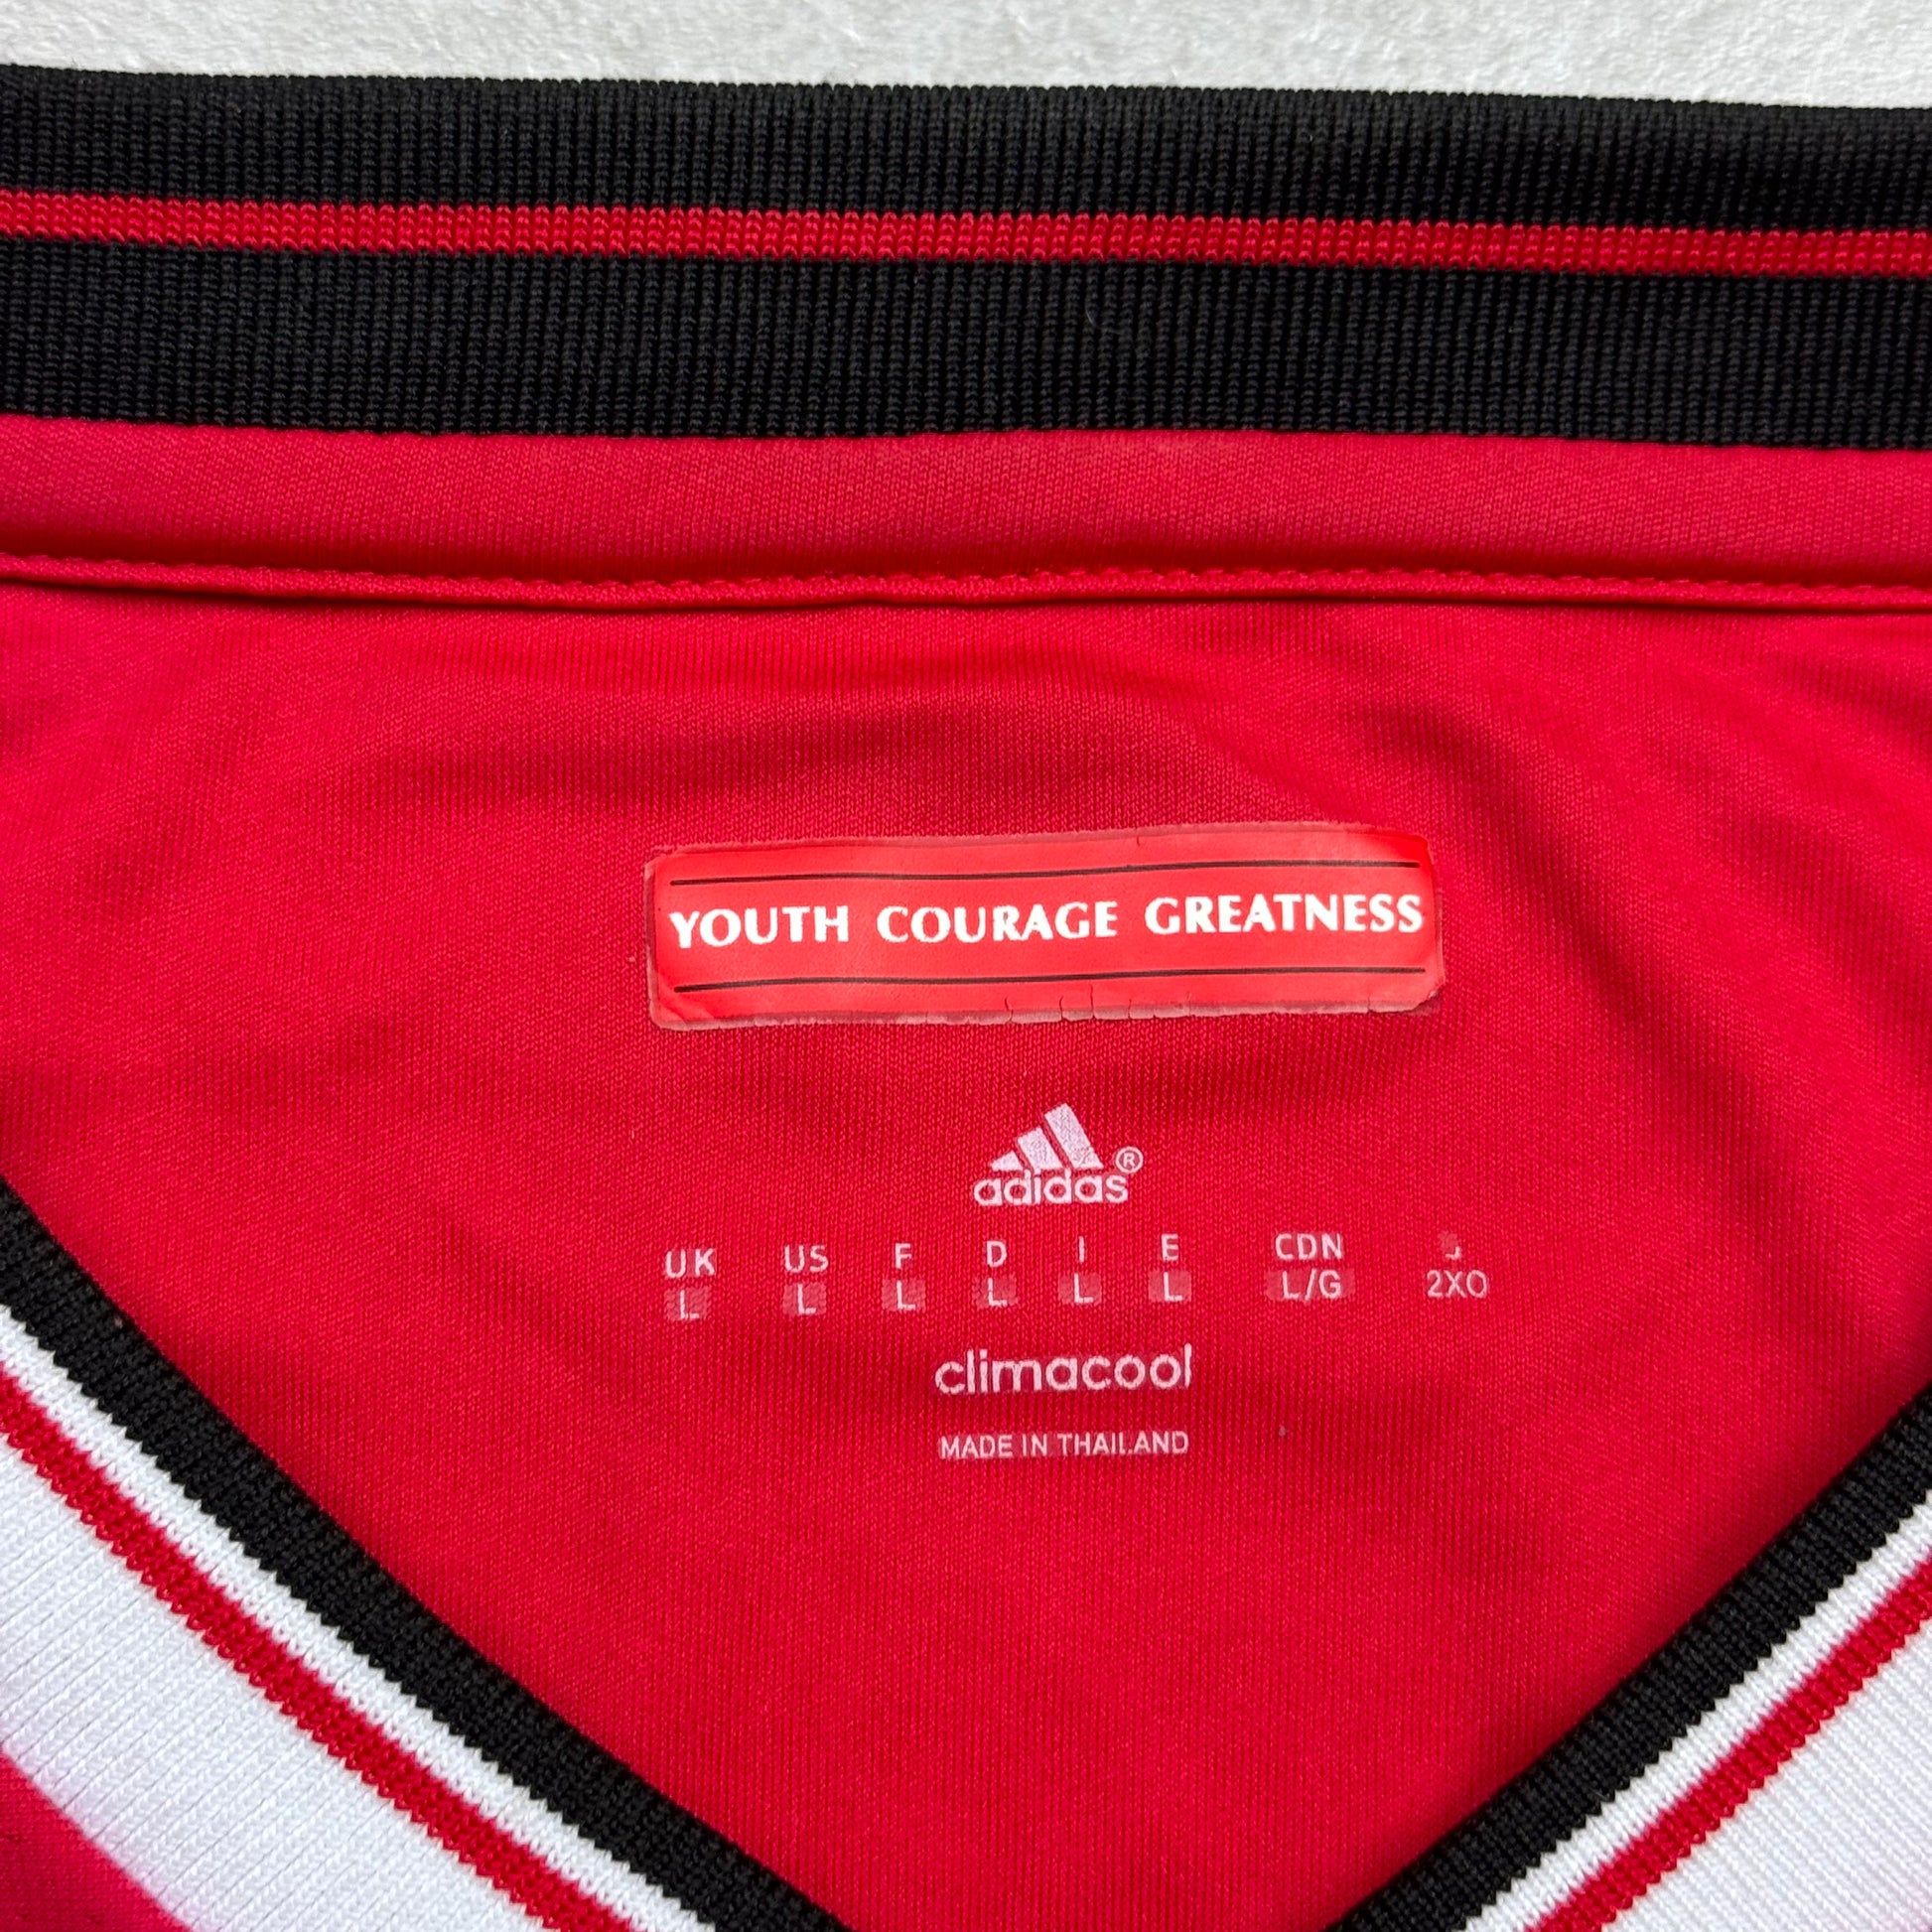 YOUTH COURAGE GREATNESS
adidas®
UK US F D I E CDN J
L L L L L L L/G 2XO
climacool
MADE IN THAILAND